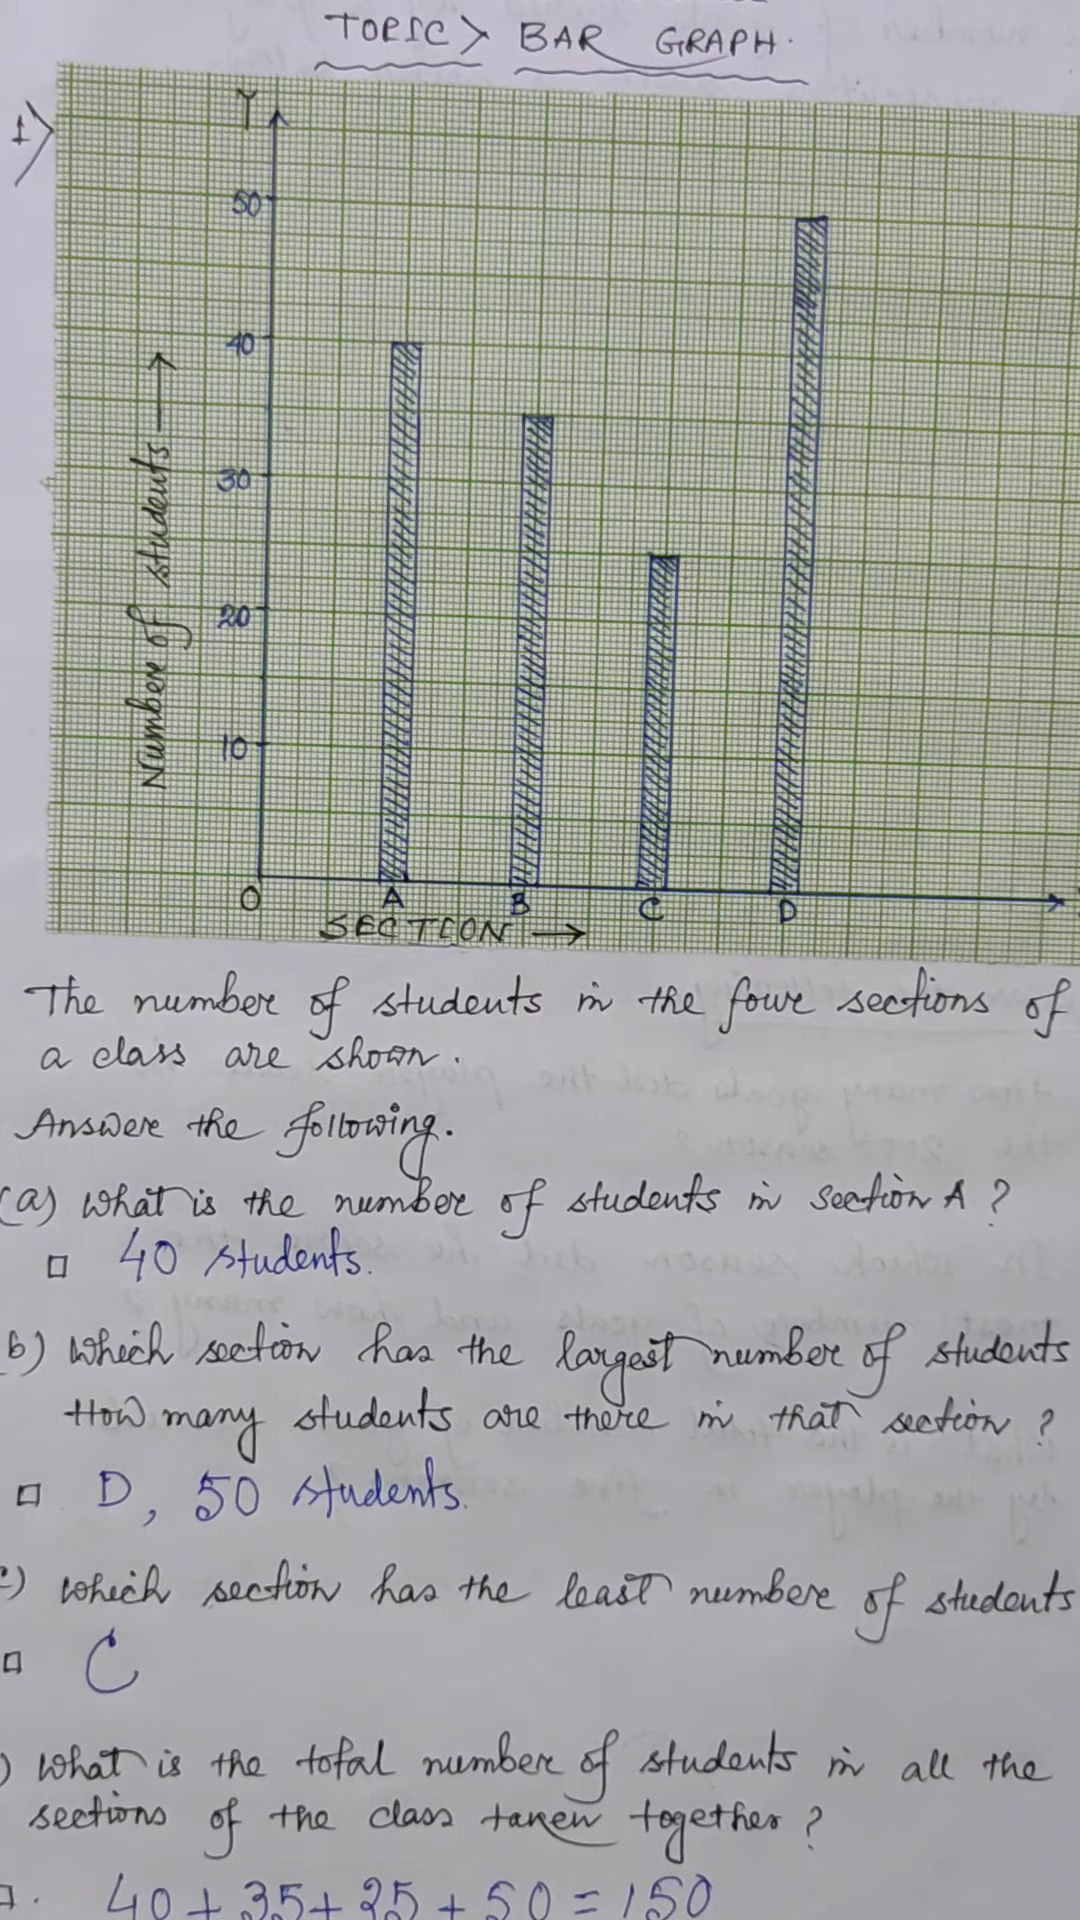 TOPIC> BAR GRAPH.
1)
Y
50
40
30
20
10
Number of students →
O A B C D
SECTION →
The number of students in the four sections of
a class are shown.
Answer the following.
(a) What is the number of students in section A ?
□ 40 students.
b) Which section has the largest number of students
How many students are there in that section ?
□ D, 50 students.
c) Which section has the least number of students
□ C
) What is the total number of students in all the
sections of the class taken together ?
□. 40+35+25+50=150